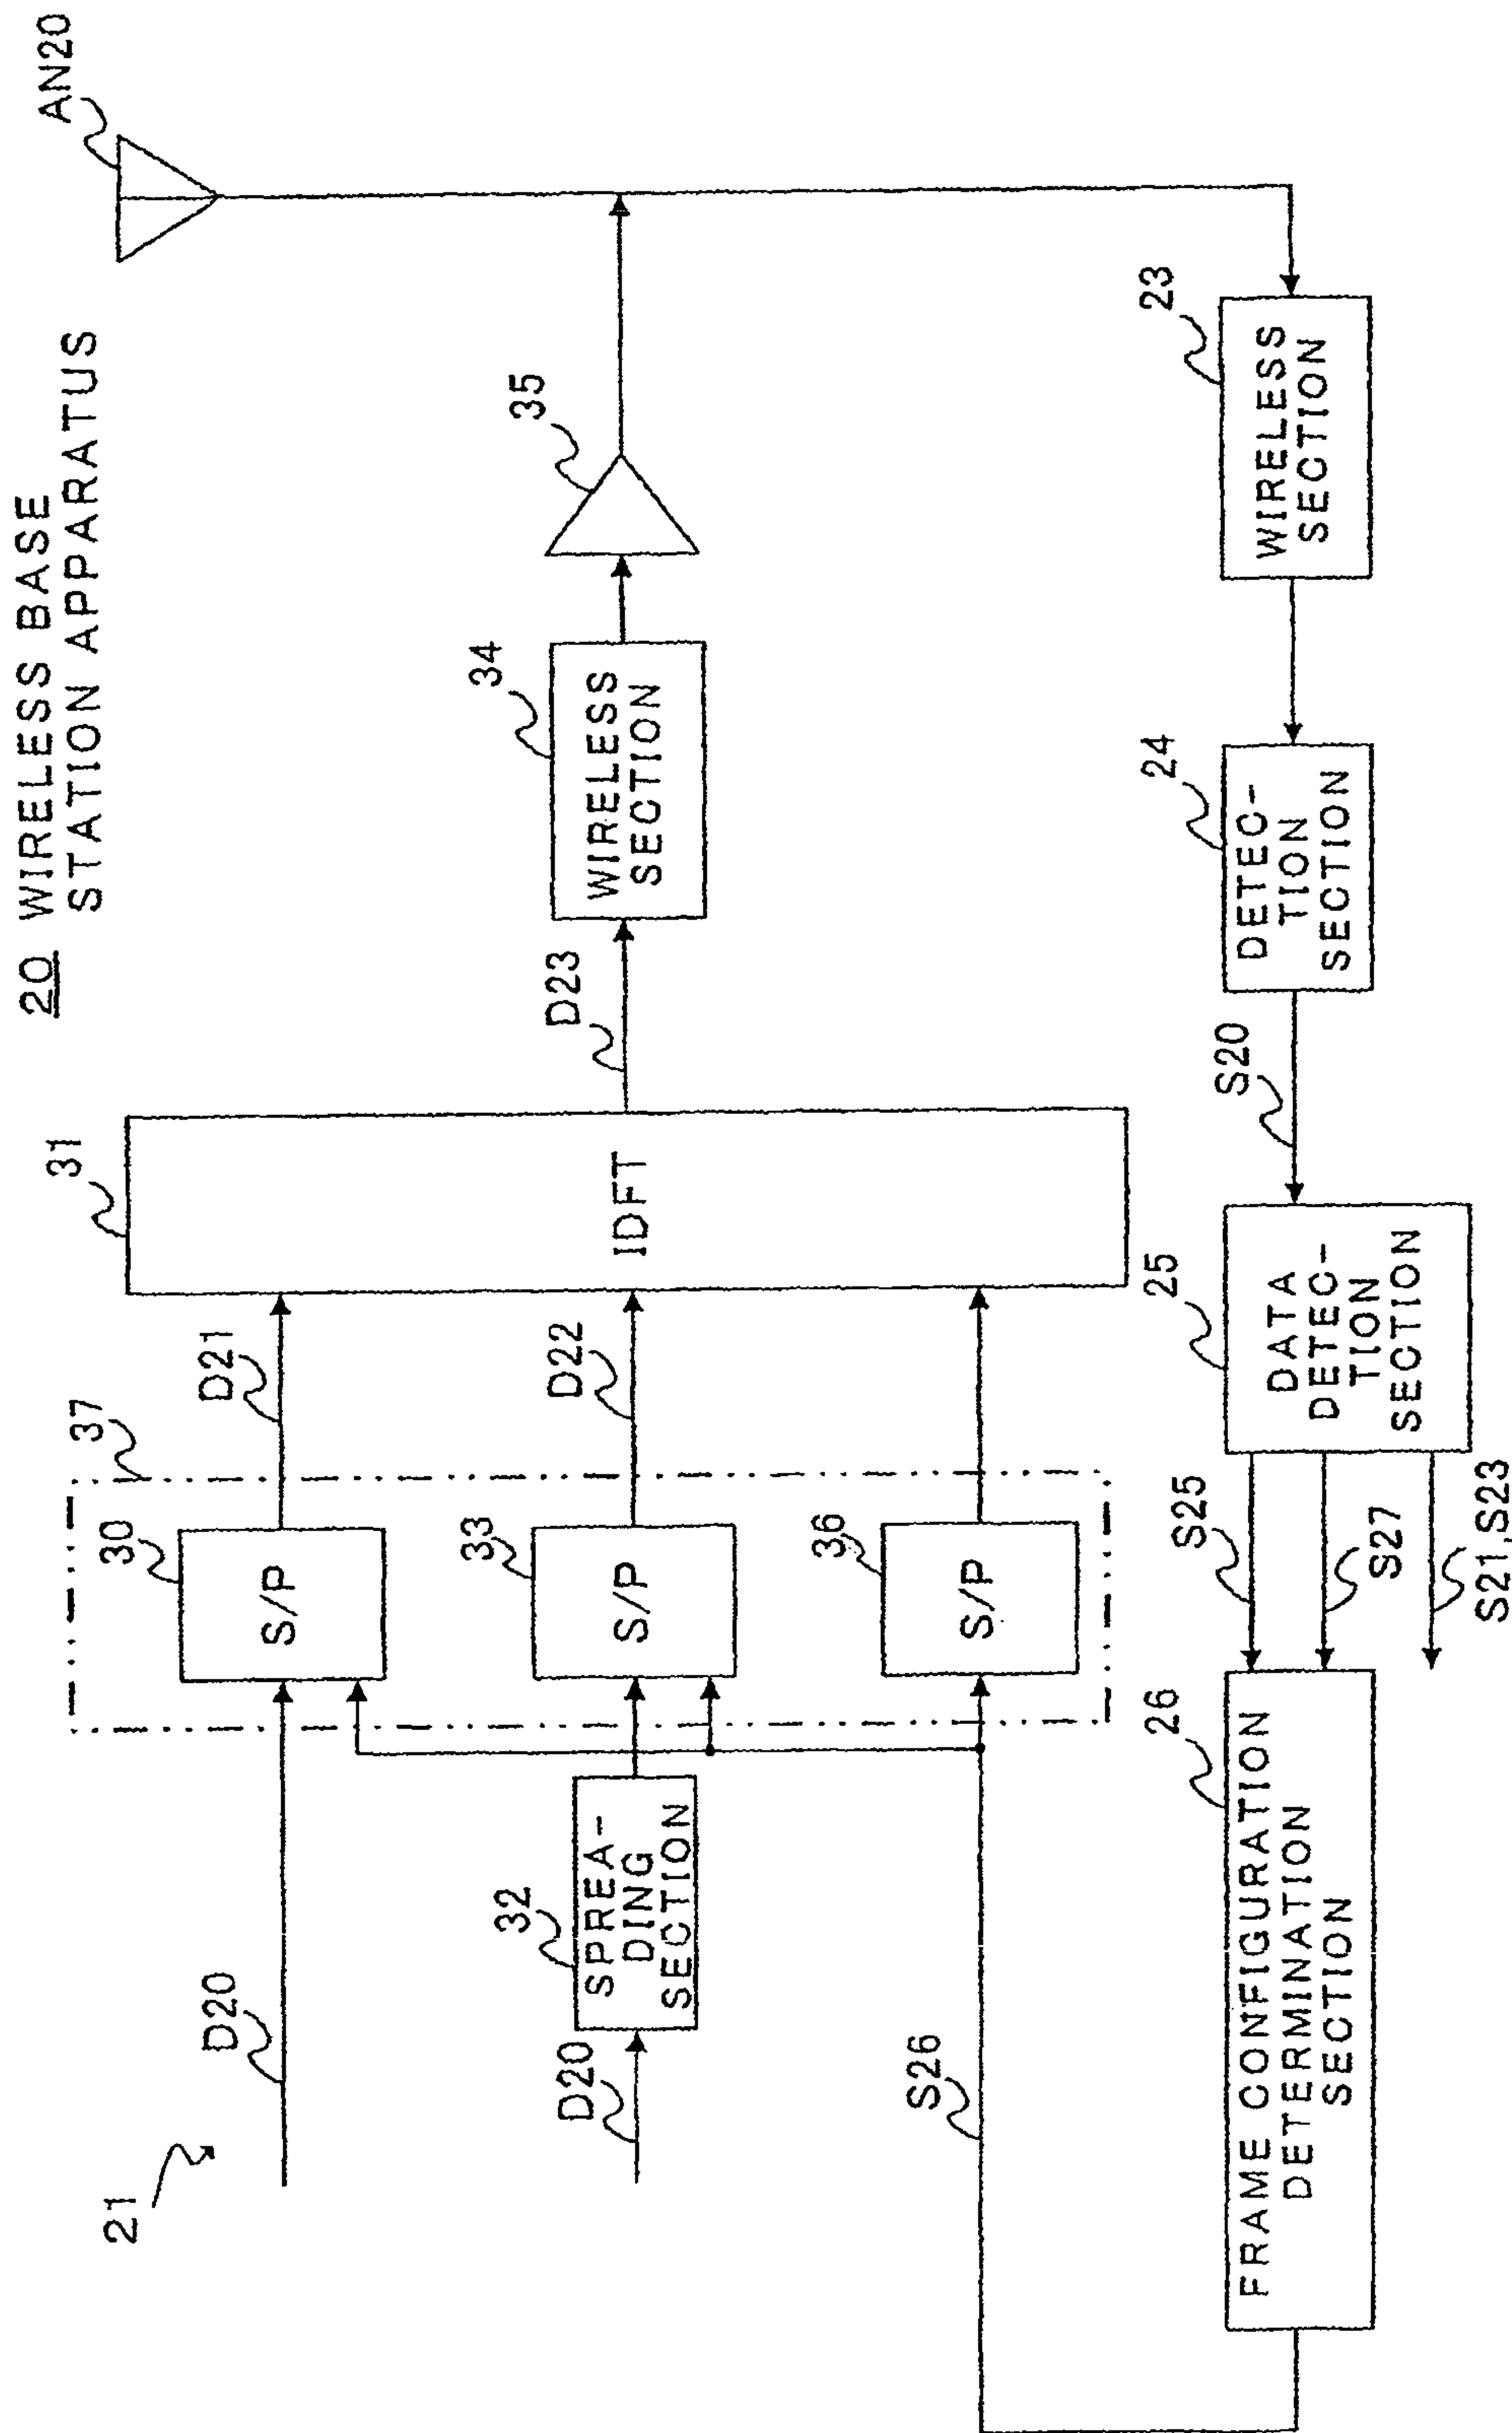 20 WIRELESS BASE
STATION APPARATUS
AN20
21
D20
30
S/P
37
D21
31
IDFT
D23
34
WIRELESS
SECTION
35
D20
32
SPREA-
DING
SECTION
33
S/P
D22
S26
36
S/P
23
WIRELESS
SECTION
24
DETEC-
TION
SECTION
S20
25
DATA
DETEC-
TION
SECTION
S25
S27
S21,S23
26
FRAME CONFIGURATION
DETERMINATION
SECTION